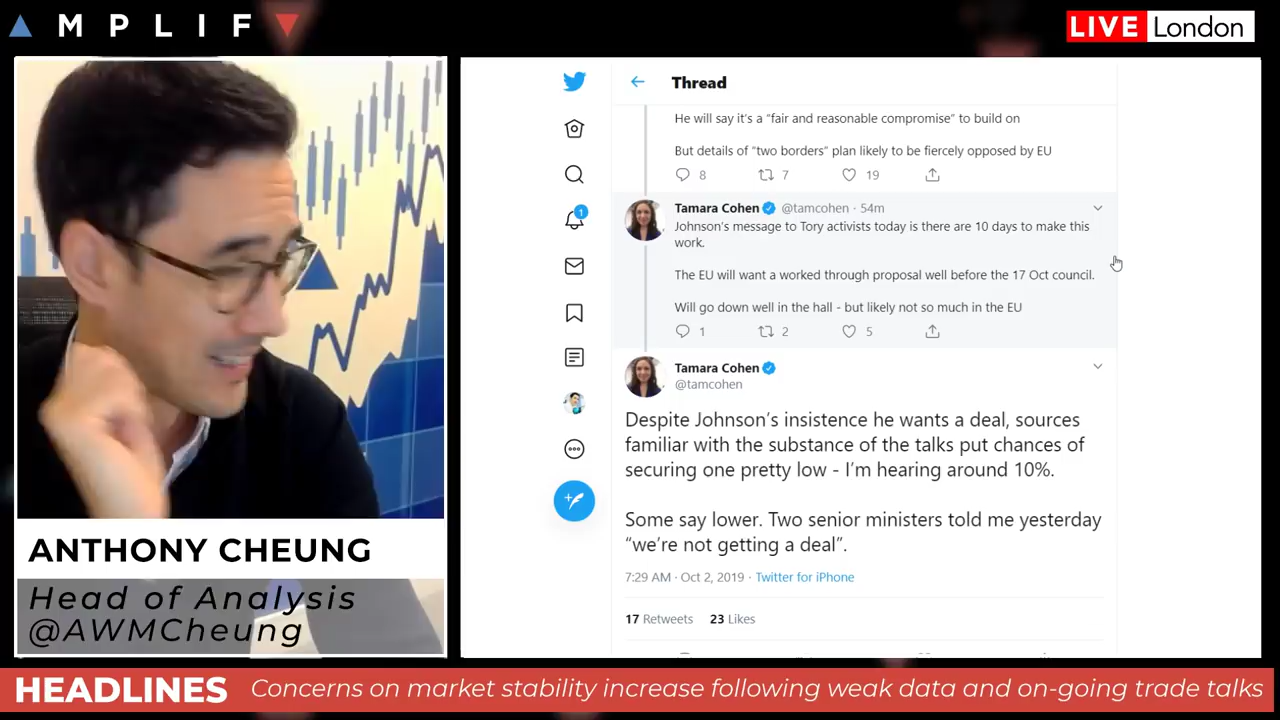 MPLIF
LIVE London
Thread
He will say it's a "fair and reasonable compromise" to build on
But details of "two borders" plan likely to be fiercely opposed by EU
8 7 19
1
Tamara Cohen @tamcohen · 54m
Johnson's message to Tory activists today is there are 10 days to make this
work.
The EU will want a worked through proposal well before the 17 Oct council.
Will go down well in the hall - but likely not so much in the EU
1 2 5
Tamara Cohen
@tamcohen
Despite Johnson's insistence he wants a deal, sources
familiar with the substance of the talks put chances of
securing one pretty low - I'm hearing around 10%.
Some say lower. Two senior ministers told me yesterday
“we're not getting a deal”.
7:29 AM · Oct 2, 2019 · Twitter for iPhone
17 Retweets 23 Likes
ANTHONY CHEUNG
Head of Analysis
@AWMCheung
HEADLINES Concerns on market stability increase following weak data and on-going trade talks